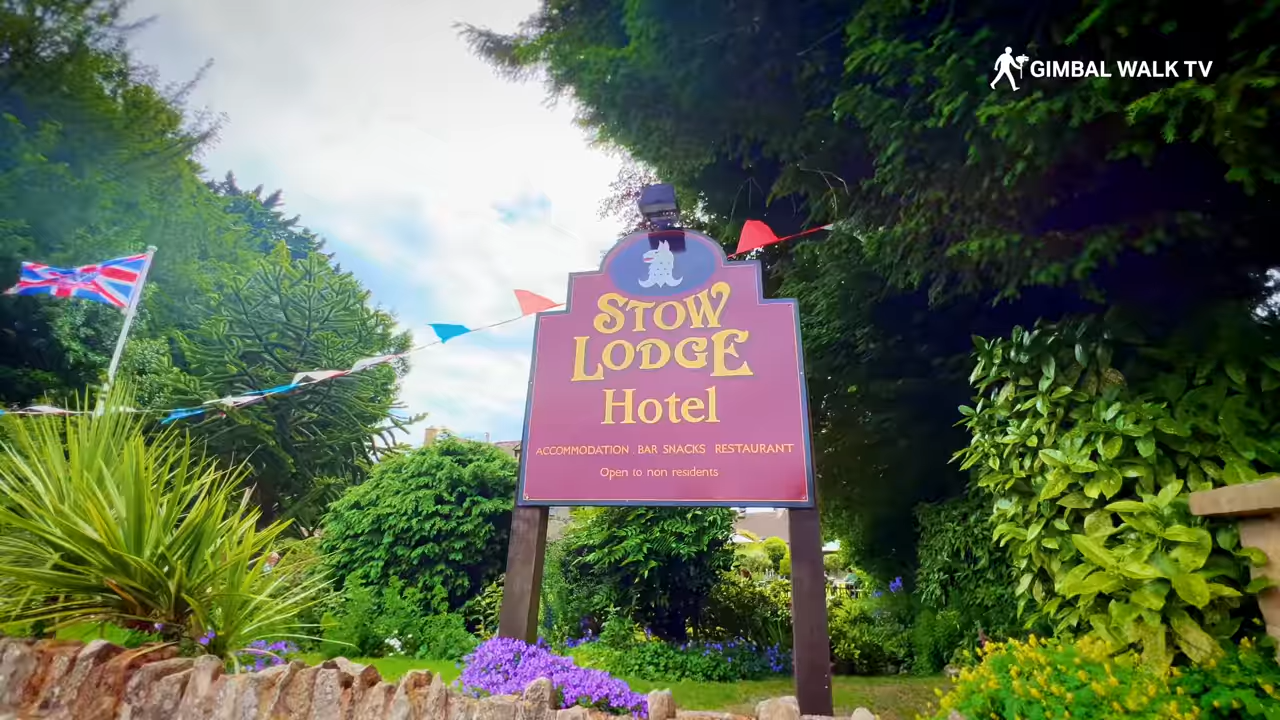 GIMBAL WALK TV
STOW
LODGE
Hotel
ACCOMMODATION . BAR SNACKS RESTAURANT
Open to non residents